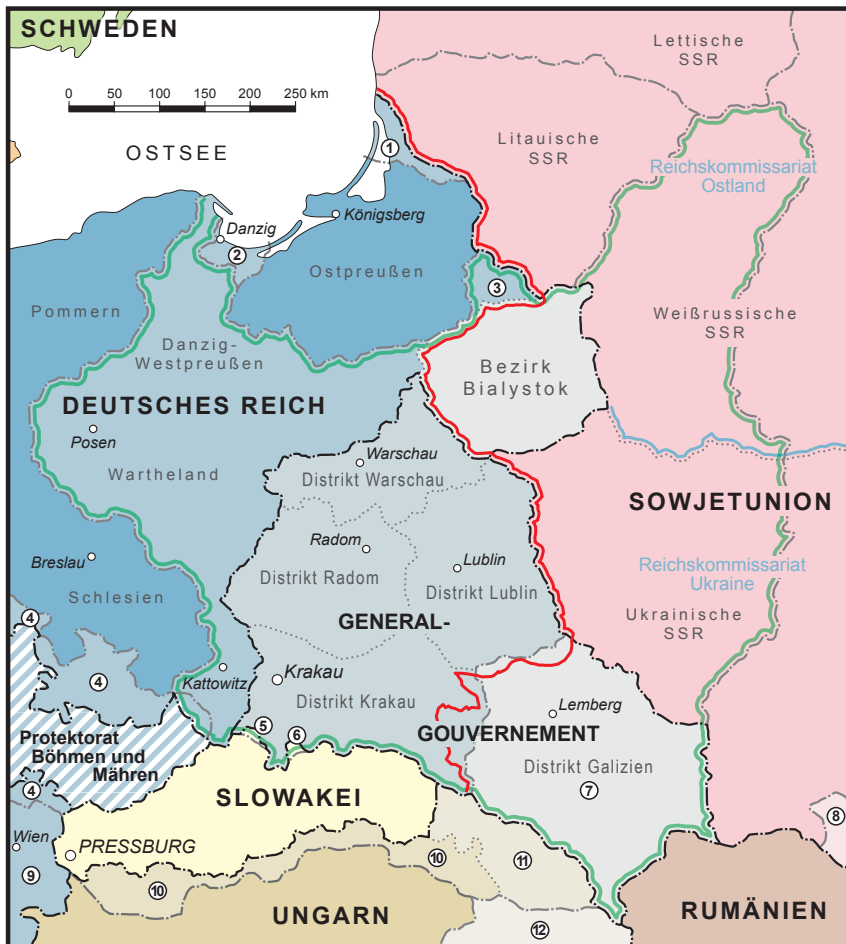 SCHWEDEN
0 50 100 150 200 250 km
OSTSEE
Lettische
SSR
Litauische
SSR
Reichskommissariat
Ostland
1
Königsberg
Danzig
2
Ostpreußen
3
Pommern
Danzig-
Westpreußen
Weißrussische
SSR
Bezirk
Bialystok
DEUTSCHES REICH
Posen
Wartheland
Warschau
Distrikt Warschau
SOWJETUNION
Radom
Distrikt Radom
Lublin
Distrikt Lublin
Breslau
Schlesien
Reichskommissariat
Ukraine
Ukrainische
SSR
GENERAL-
4
4
Kattowitz
Krakau
Distrikt Krakau
Lemberg
GOUVERNEMENT
5
6
Protektorat
Böhmen und
Mähren
Distrikt Galizien
7
4
SLOWAKEI
8
Wien
PRESSBURG
9
10
10
11
UNGARN
12
RUMÄNIEN